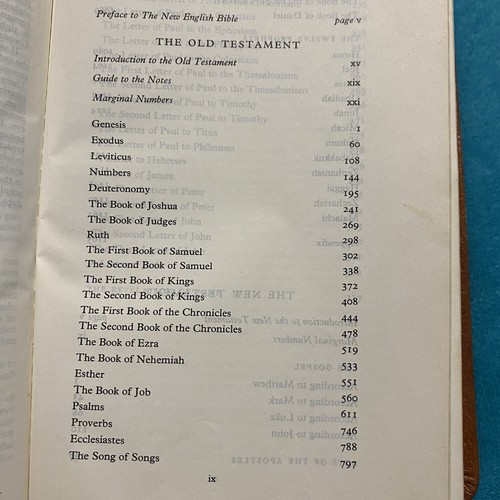 Preface to The New English Bible page v
THE OLD TESTAMENT
Introduction to the Old Testament xv
Guide to the Notes xix
Marginal Numbers xxi
Genesis 1
Exodus 60
Leviticus 108
Numbers 144
Deuteronomy 195
The Book of Joshua 241
The Book of Judges 269
Ruth 298
The First Book of Samuel 302
The Second Book of Samuel 338
The First Book of Kings 372
The Second Book of Kings 408
The First Book of the Chronicles 444
The Second Book of the Chronicles 478
The Book of Ezra 519
The Book of Nehemiah 533
Esther 551
The Book of Job 560
Psalms 611
Proverbs 746
Ecclesiastes 788
The Song of Songs 797
ix